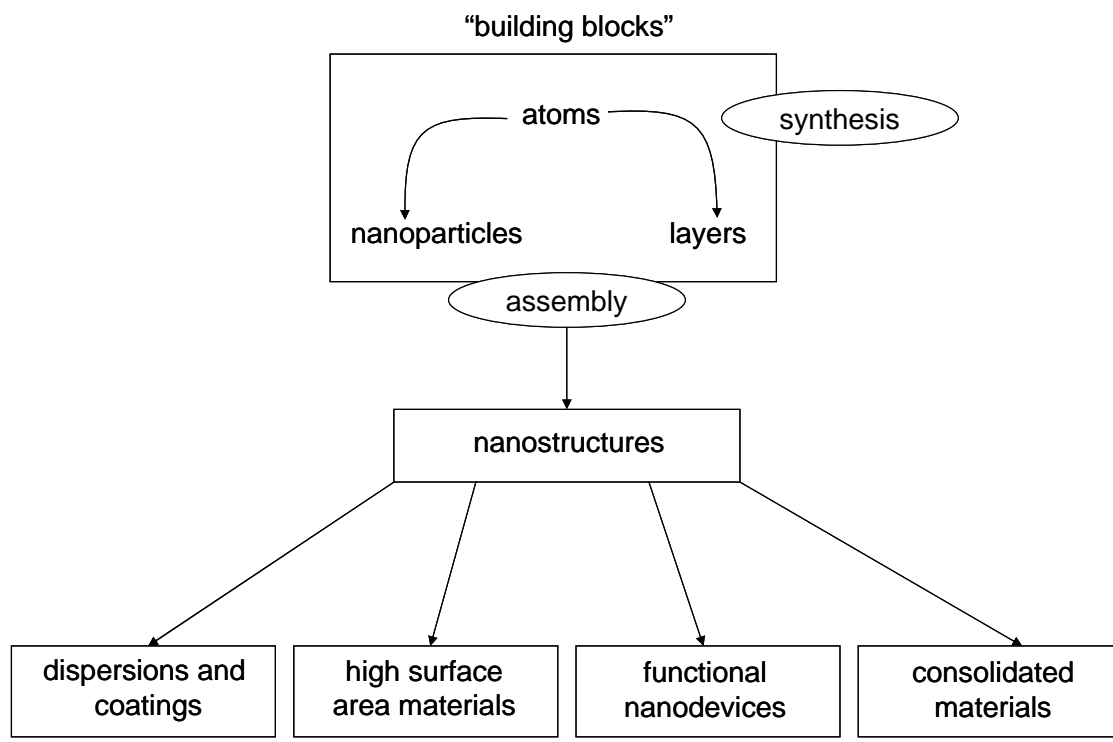 “building blocks”
atoms
synthesis
nanoparticles
layers
assembly
nanostructures
dispersions and
coatings
high surface
area materials
functional
nanodevices
consolidated
materials